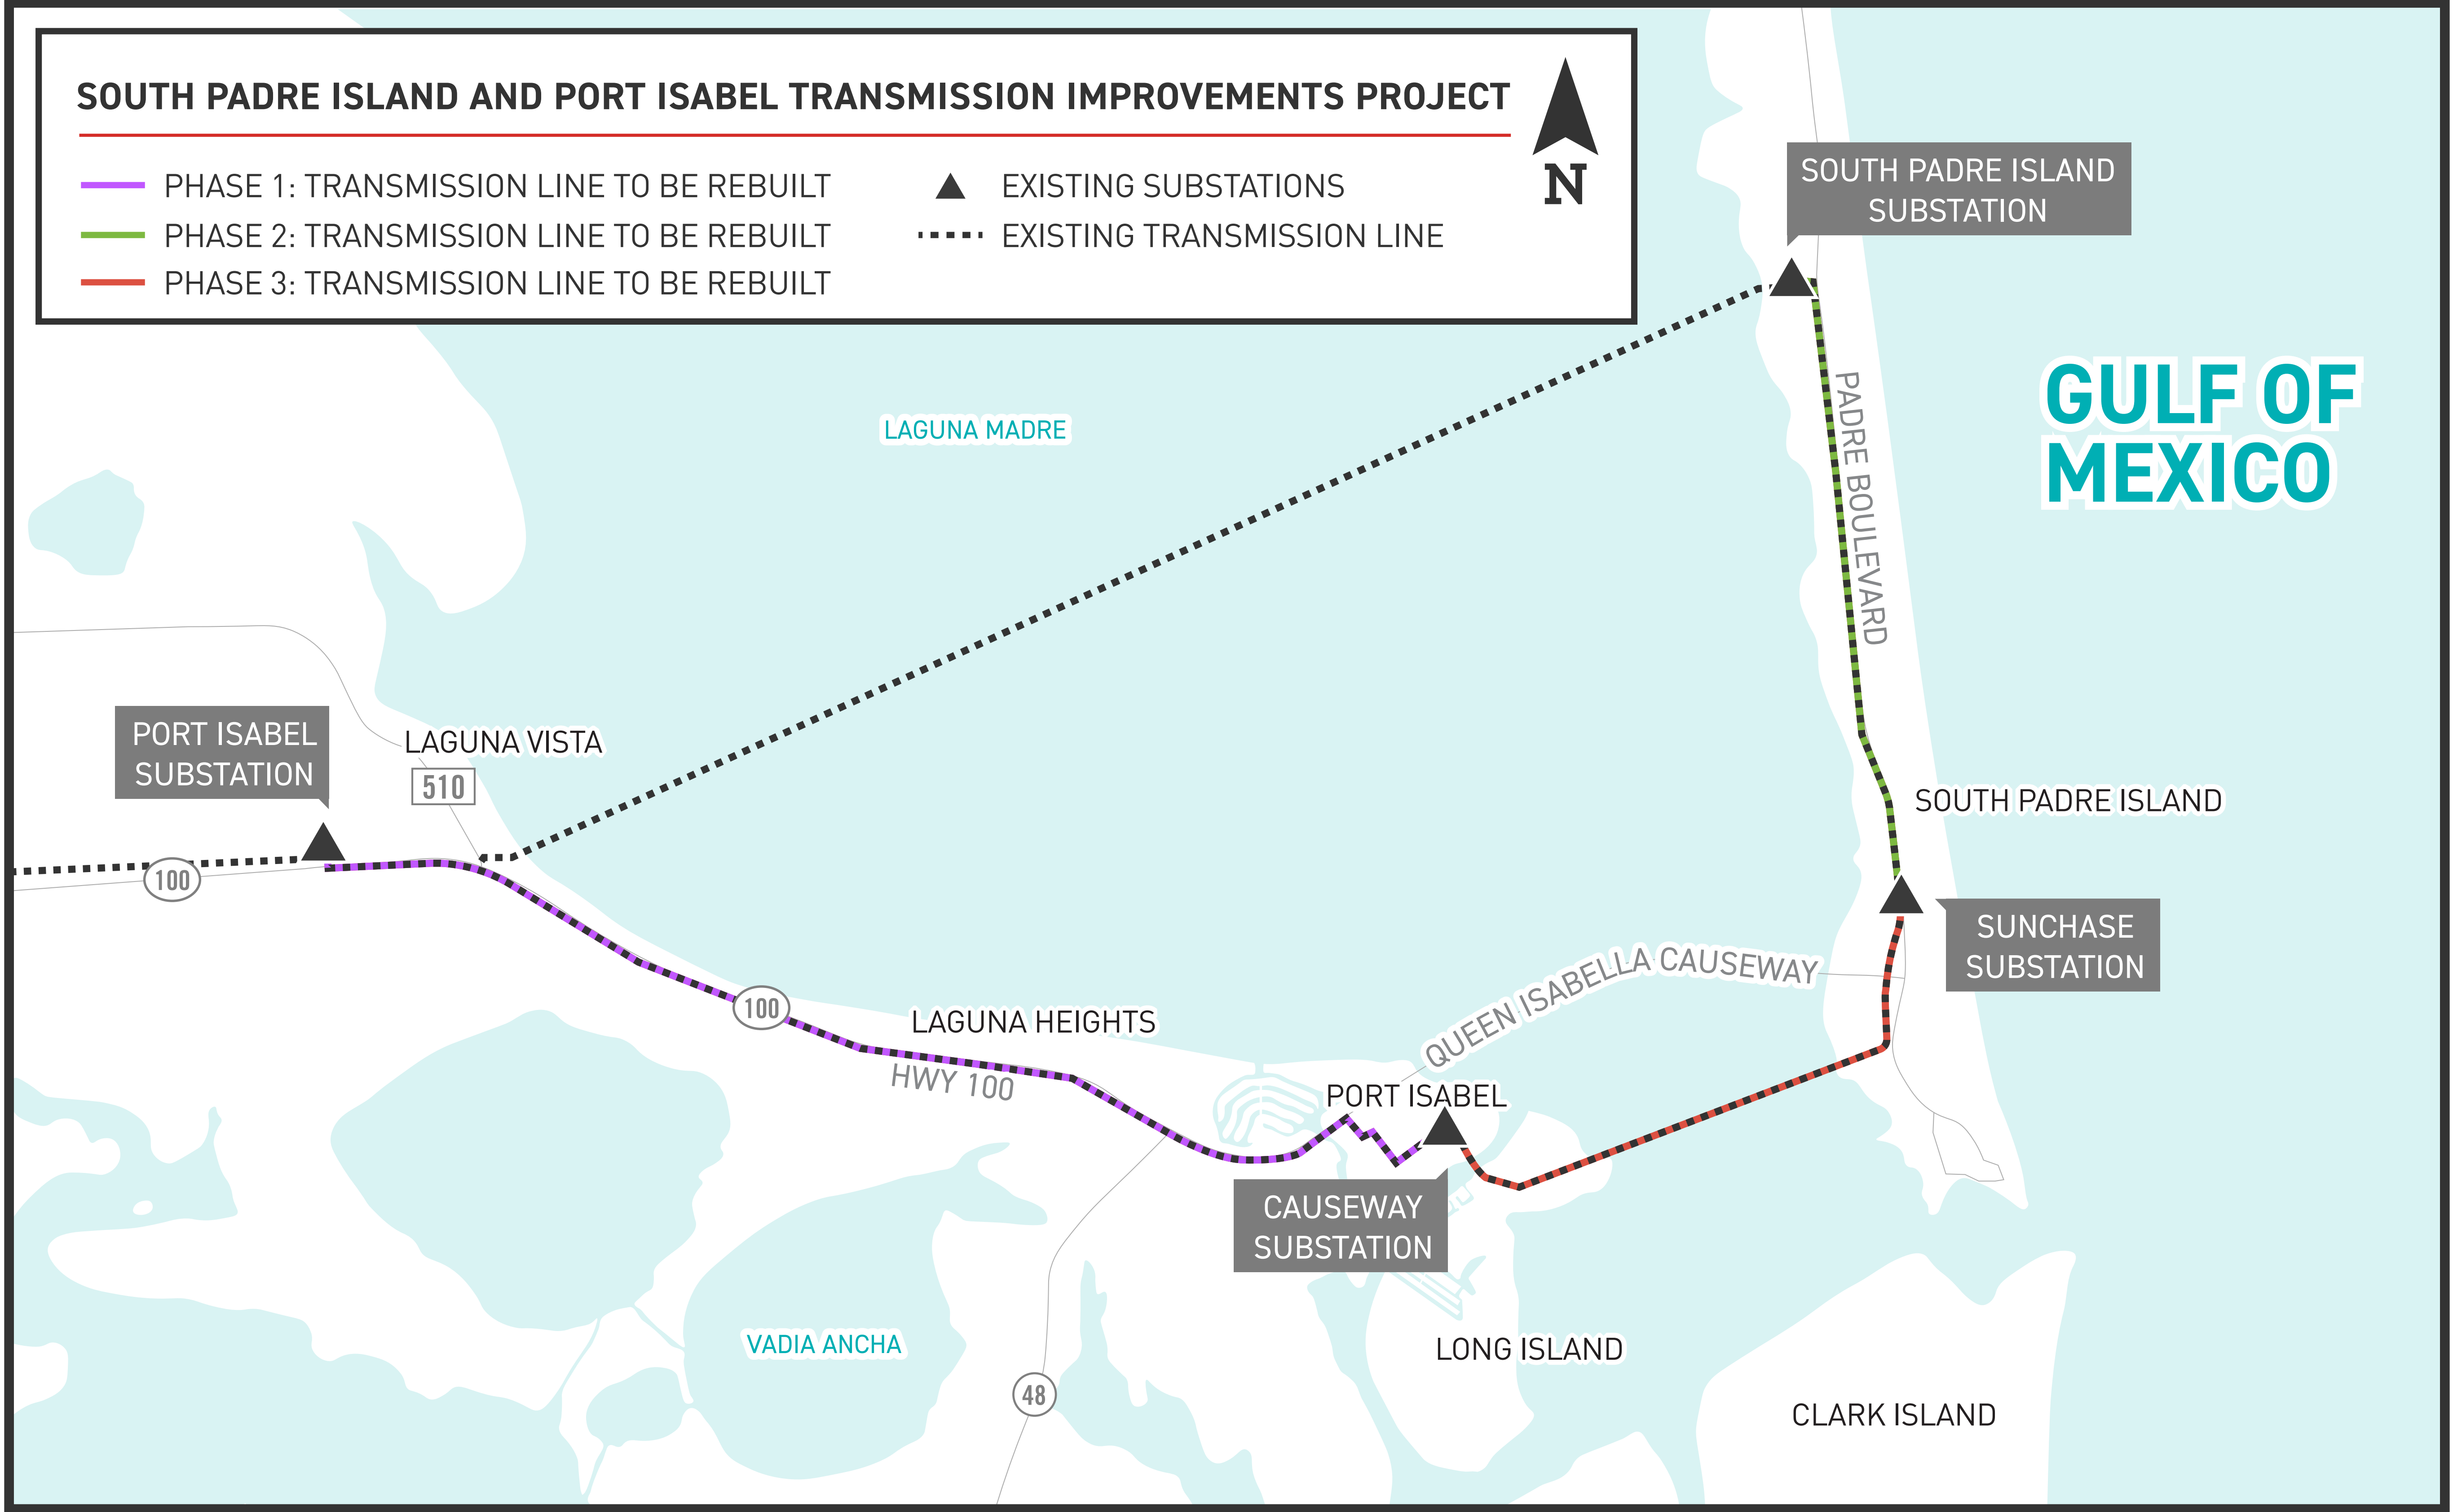 SOUTH PADRE ISLAND AND PORT ISABEL TRANSMISSION IMPROVEMENTS PROJECT
PHASE 1: TRANSMISSION LINE TO BE REBUILT
PHASE 2: TRANSMISSION LINE TO BE REBUILT
PHASE 3: TRANSMISSION LINE TO BE REBUILT
EXISTING SUBSTATIONS
EXISTING TRANSMISSION LINE
N
SOUTH PADRE ISLAND
SUBSTATION
GULF OF
MEXICO
LAGUNA MADRE
PADRE BOULEVARD
PORT ISABEL
SUBSTATION
LAGUNA VISTA
510
100
SOUTH PADRE ISLAND
SUNCHASE
SUBSTATION
QUEEN ISABELLA CAUSEWAY
100
LAGUNA HEIGHTS
HWY 100
PORT ISABEL
CAUSEWAY
SUBSTATION
VADIA ANCHA
LONG ISLAND
48
CLARK ISLAND